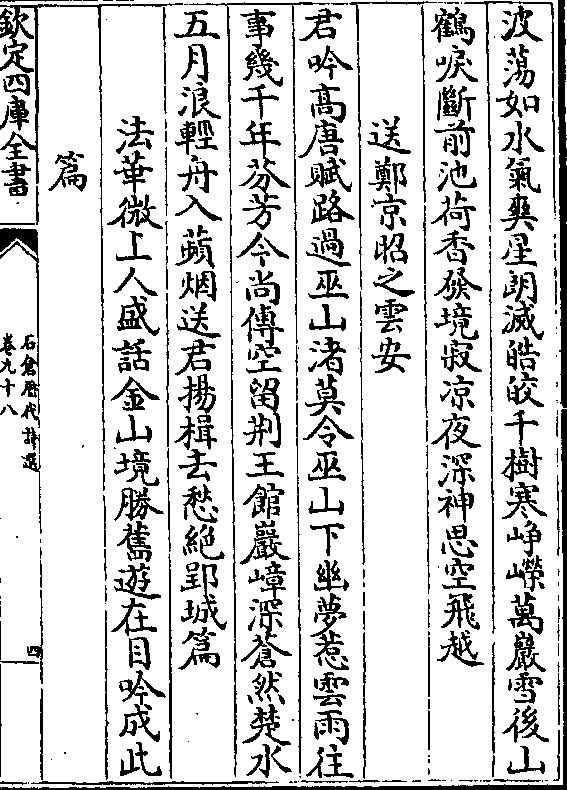 波蕩如水氣爽星朗滅皓皎千樹寒崢嶸萬巖雪後山
鶴唳斷前池荷香發境寂凉夜深神思空飛越
送鄭京昭之雲安
君吟高唐賦路過巫山渚莫令巫山下幽夢惹雲雨往
事幾千年芬芳今尚傳空留荆王館巖嶂深蒼然楚水
五月浪輕舟入蘋烟送君揚楫去愁絕郢城篇
法華微上人盛話金山境勝舊遊在目吟成此
篇
欽定四庫全書
石倉歷代詩選
卷九十八
四